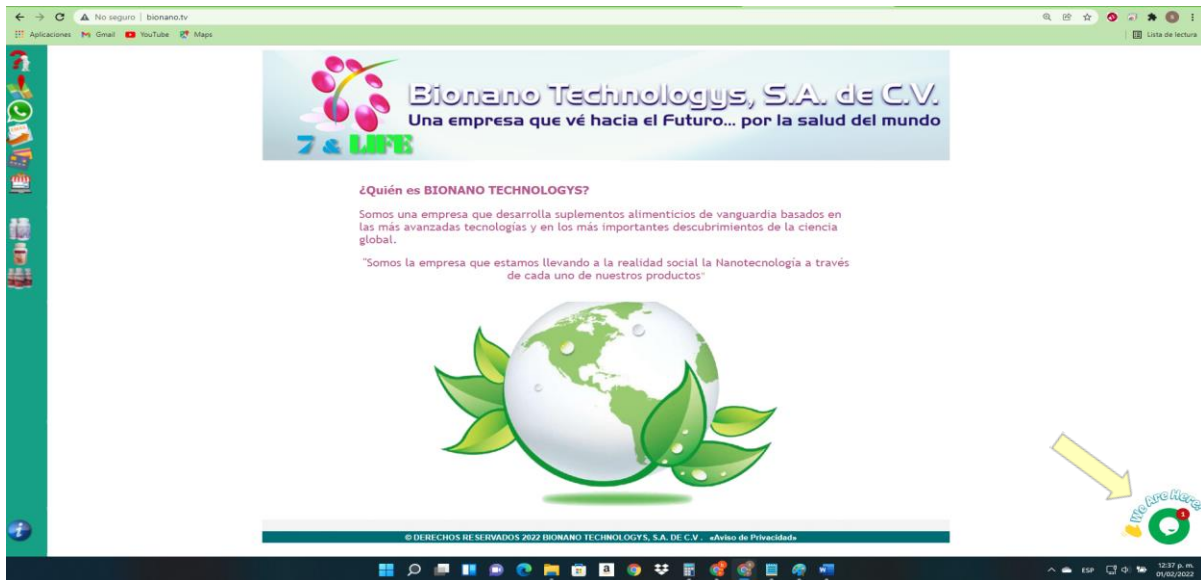 No seguro | bionano.tv
Aplicaciones Gmail YouTube Maps Lista de lectura
Bionano Technologys, S.A. de C.V.
Una empresa que vé hacia el Futuro... por la salud del mundo
7 & LIFE
¿Quién es BIONANO TECHNOLOGYS?
Somos una empresa que desarrolla suplementos alimenticios de vanguardia basados en
las más avanzadas tecnologías y en los más importantes descubrimientos de la ciencia
global.
"Somos la empresa que estamos llevando a la realidad social la Nanotecnología a través
de cada uno de nuestros productos"
We Are Here!
1
© DERECHOS RESERVADOS 2022 BIONANO TECHNOLOGYS, S.A. DE C.V. «Aviso de Privacidad»
ESP 12:37 p. m.
01/02/2022